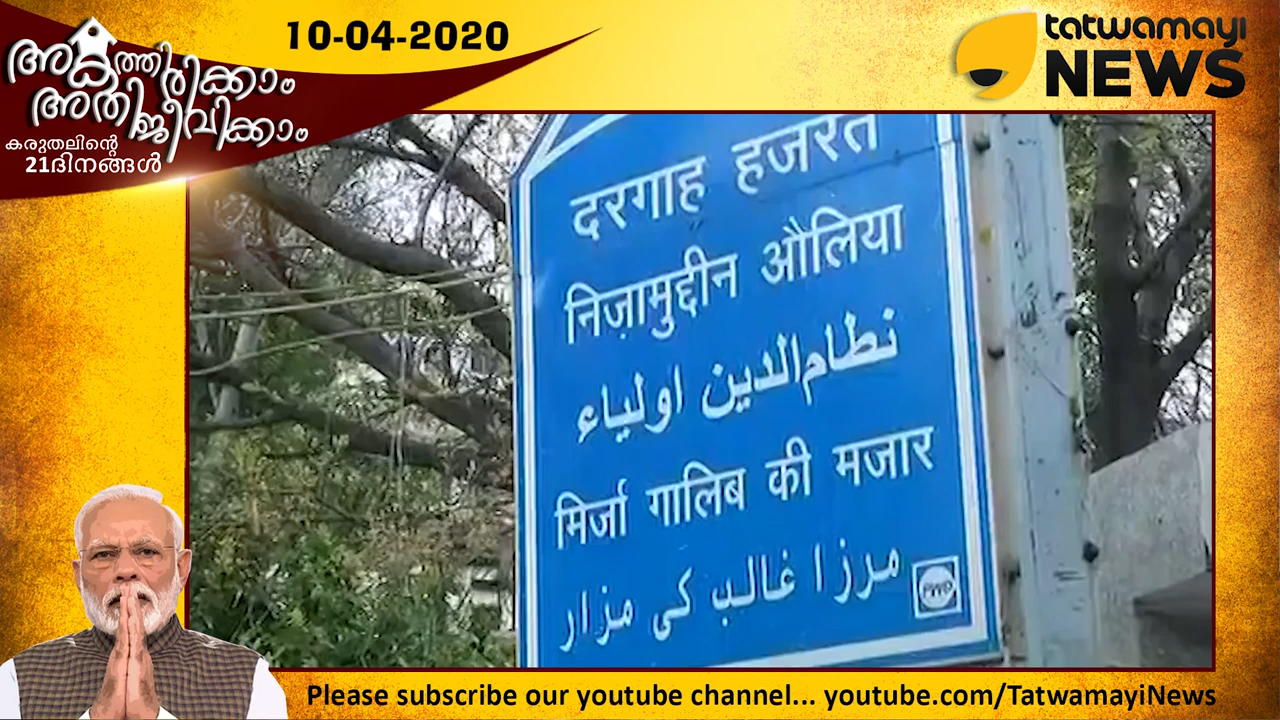 10-04-2020
tatwamayi
NEWS
അകത്തിരിക്കാം
അതിജീവിക്കാം
കരുതലിന്റെ
21ദിനങ്ങൾ
दरगाह हजरत
निज़ामुद्दीन औलिया
نظام الدین اولیاء
मिर्जा गालिब की मजार
مرزا غالب کی مزار
PWD
Please subscribe our youtube channel... youtube.com/TatwamayiNews